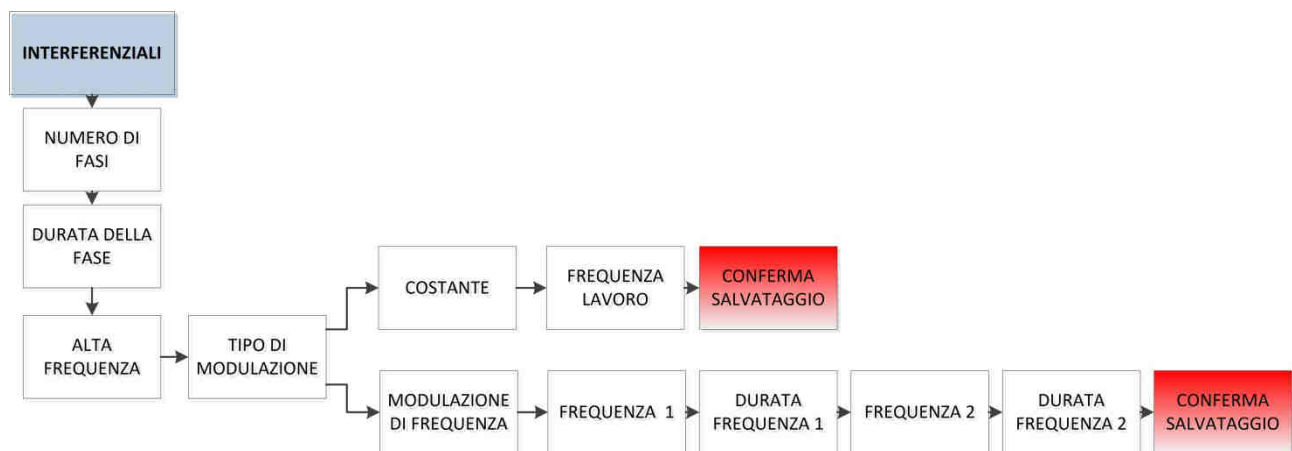 INTERFERENZIALI
NUMERO DI
FASI
DURATA DELLA
FASE
ALTA
FREQUENZA
TIPO DI
MODULAZIONE
COSTANTE
FREQUENZA
LAVORO
CONFERMA
SALVATAGGIO
MODULAZIONE
DI FREQUENZA
FREQUENZA 1
DURATA
FREQUENZA 1
FREQUENZA 2
DURATA
FREQUENZA 2
CONFERMA
SALVATAGGIO